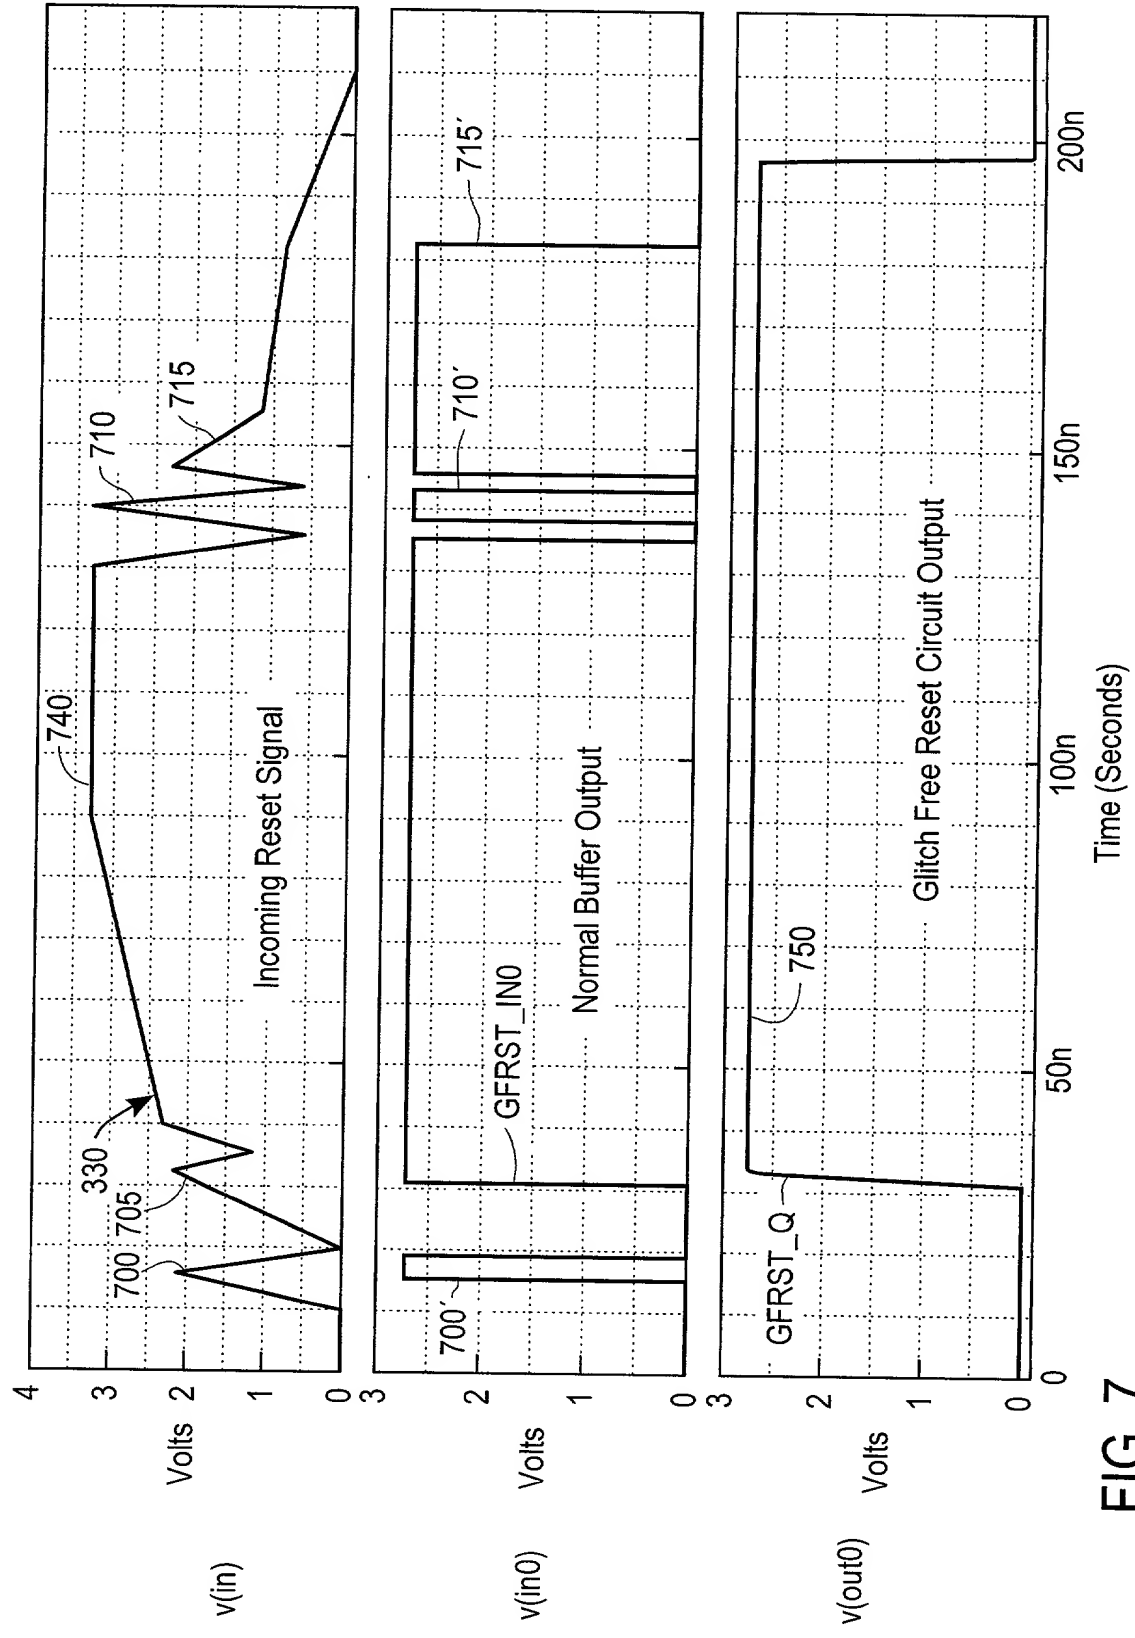 v(in)
Volts
4
3
2
1
0
700
705
330
740
710
715
Incoming Reset Signal
v(in0)
Volts
3
2
1
0
700′
GFRST_IN0
710′
715′
Normal Buffer Output
v(out0)
Volts
3
2
1
0
GFRST_Q
750
Glitch Free Reset Circuit Output
0
50n
100n
150n
200n
Time (Seconds)
FIG. 7